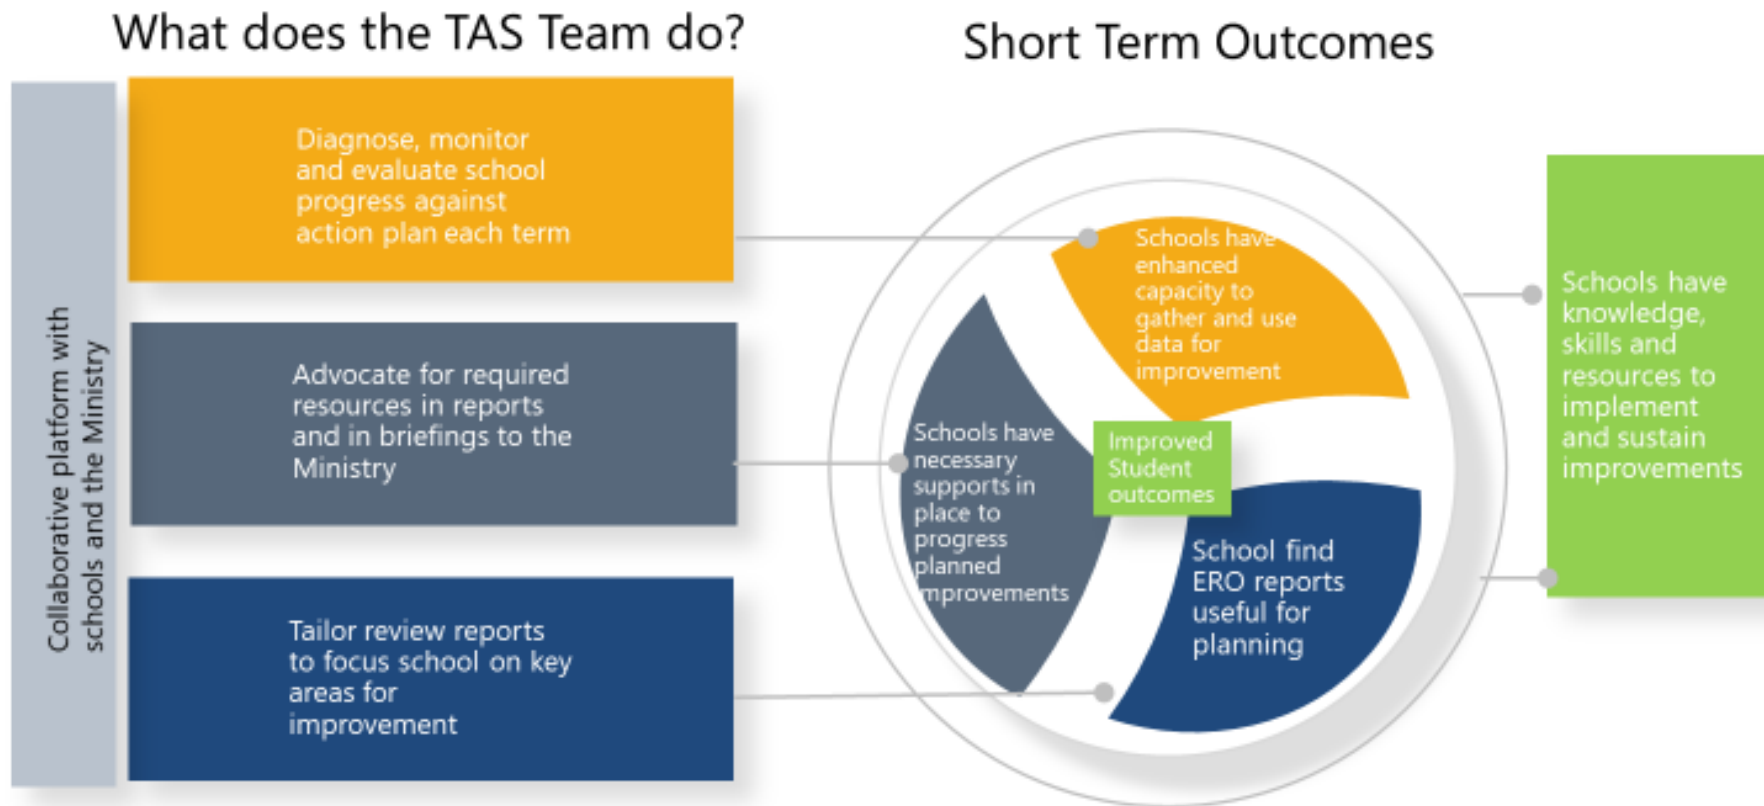 What does the TAS Team do?
Short Term Outcomes
Collaborative platform with
schools and the Ministry
Diagnose, monitor
and evaluate school
progress against
action plan each term
Advocate for required
resources in reports
and in briefings to the
Ministry
Tailor review reports
to focus school on key
areas for
improvement
Schools have
enhanced
capacity to
gather and use
data for
improvement
Schools have
necessary
supports in
place to
progress
planned
improvements
Improved
Student
outcomes
School find
ERO reports
useful for
planning
Schools have
knowledge,
skills and
resources to
implement
and sustain
improvements